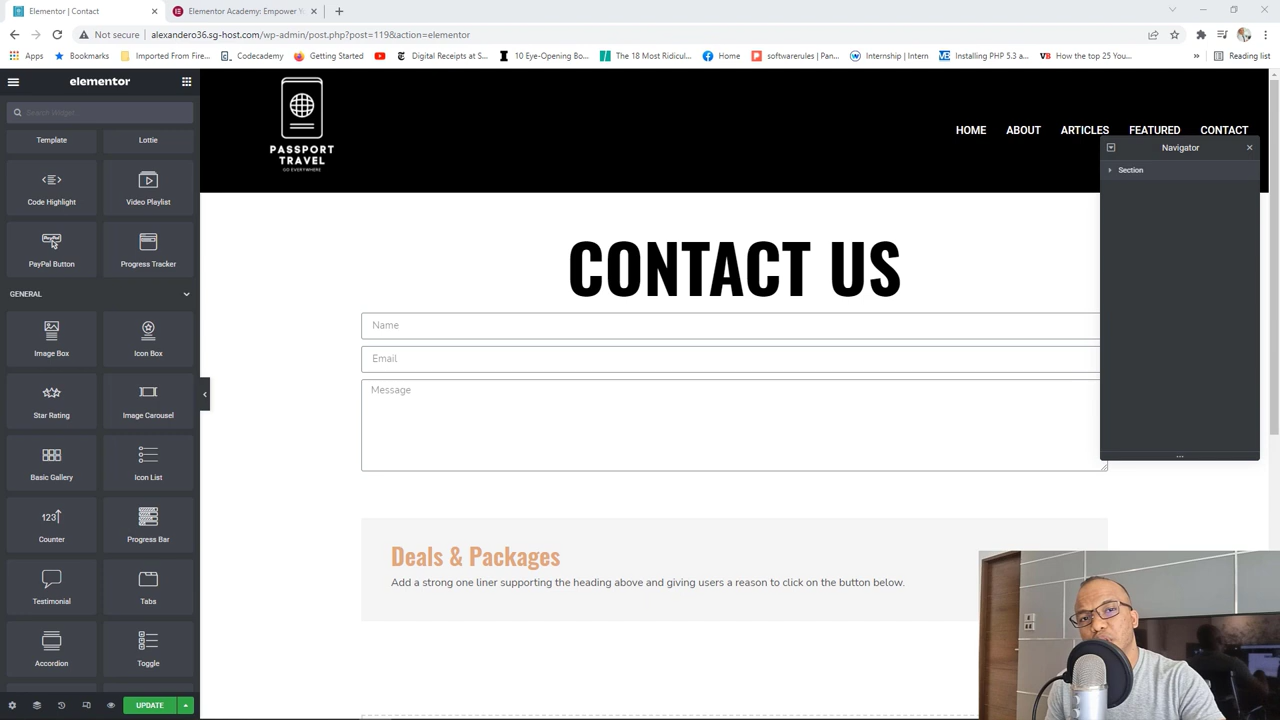 Elementor | Contact
Elementor Academy: Empower Y
Not secure
alexandero36.sg-host.com/wp-admin/post.php?post=119&action=elementor
Apps
Bookmarks
Imported From Firef...
Codecademy
Getting Started
Digital Receipts at S...
10 Eye-Opening Bo...
The 18 Most Ridicul...
Home
softwarerules | Pan...
Internship | Intern
Installing PHP 5.3 a...
How the top 25 You...
»
Reading list
elementor
Search Widget...
Template
Lottie
Code Highlight
Video Playlist
PayPal Button
Progress Tracker
GENERAL
Image Box
Icon Box
Star Rating
Image Carousel
Basic Gallery
Icon List
Counter
Progress Bar
Testimonial
Tabs
Accordion
Toggle
UPDATE
PASSPORT
TRAVEL
GO EVERYWHERE
HOME
ABOUT
ARTICLES
FEATURED
CONTACT
Navigator
Section
CONTACT US
Name
Email
Message
Deals & Packages
Add a strong one liner supporting the heading above and giving users a reason to click on the button below.